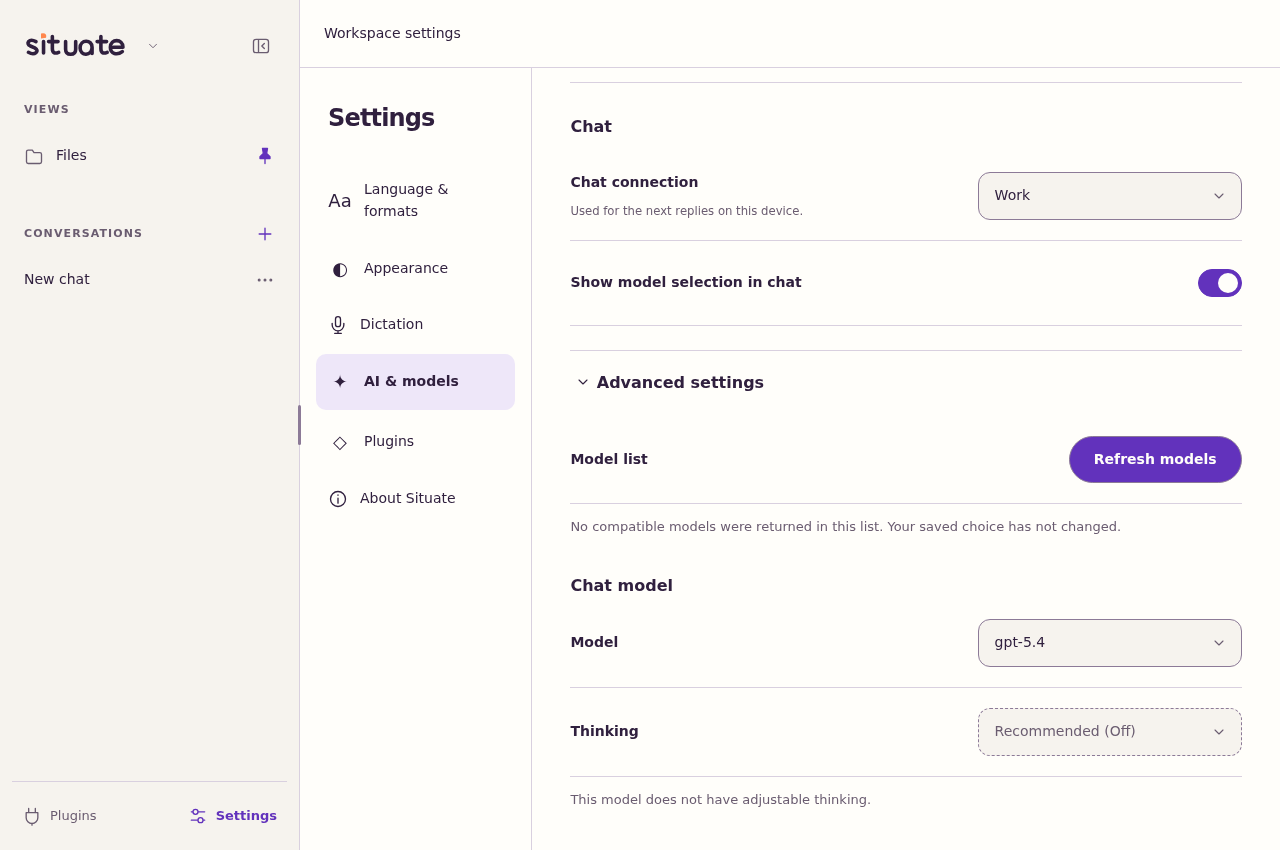 situate
VIEWS
Files
CONVERSATIONS
New chat
Plugins
Settings
Workspace settings
Settings
Aa Language &
formats
Appearance
Dictation
AI & models
Plugins
About Situate
Chat
Chat connection
Used for the next replies on this device.
Work
Show model selection in chat
Advanced settings
Model list
Refresh models
No compatible models were returned in this list. Your saved choice has not changed.
Chat model
Model
gpt-5.4
Thinking
Recommended (Off)
This model does not have adjustable thinking.